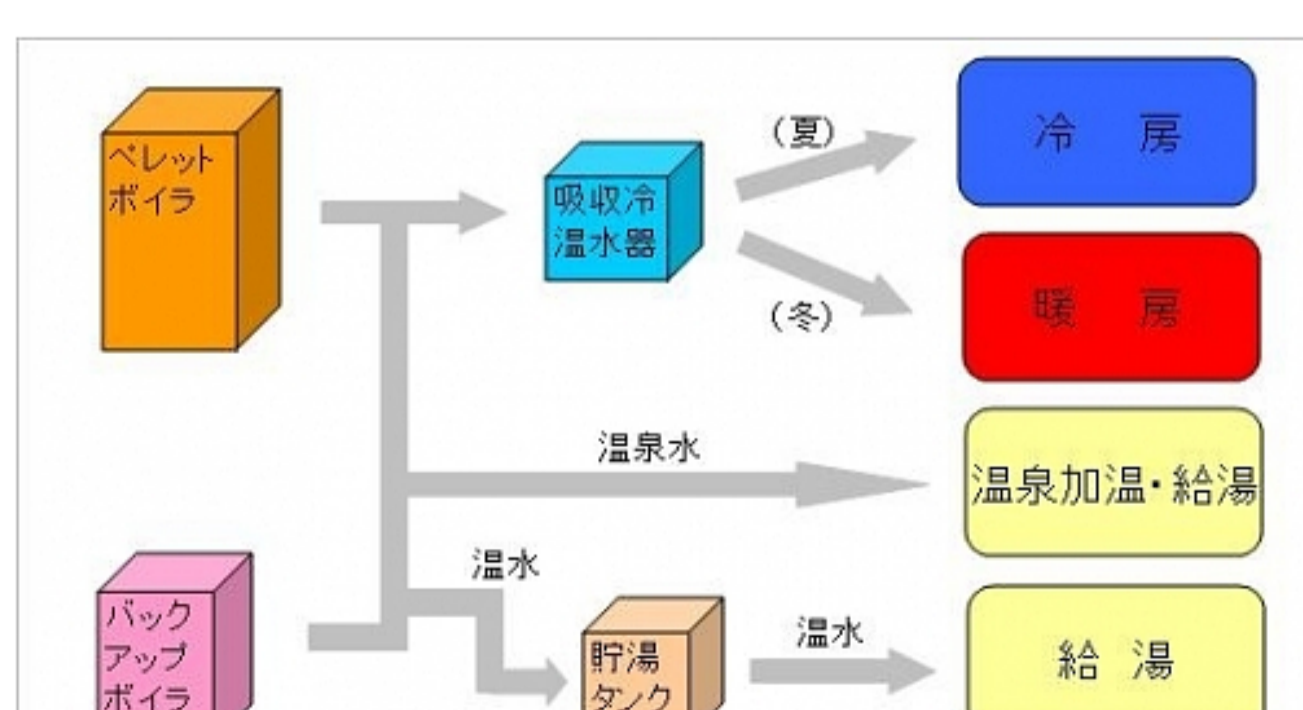 ペレット
ボイラ
吸収冷
温水器
(夏)
冷 房
(冬)
暖 房
温泉水
温泉加温・給湯
バック
アップ
ボイラ
温水
貯湯
タンク
温水
給 湯